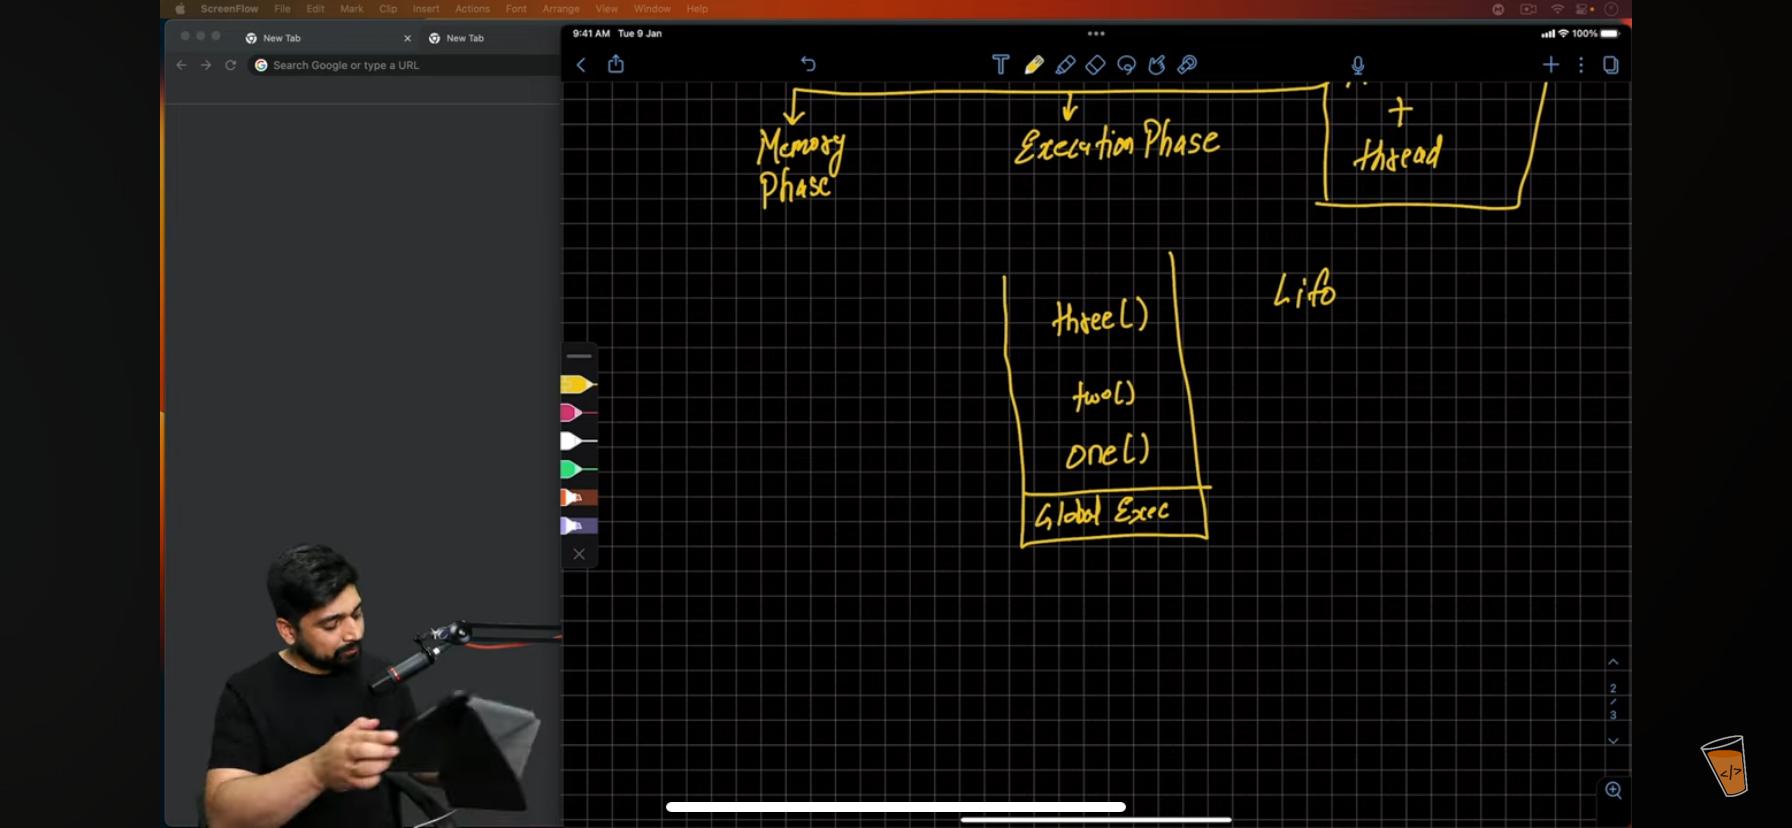 ScreenFlow File Edit Mark Clip Insert Actions Font Arrange View Window Help
New Tab
New Tab
Search Google or type a URL
9:41 AM Tue 9 Jan
100%
T
Memory
Phase
Execution Phase
+
thread
Lifo
three()
two()
one()
Global Exec
2
/
3
</>